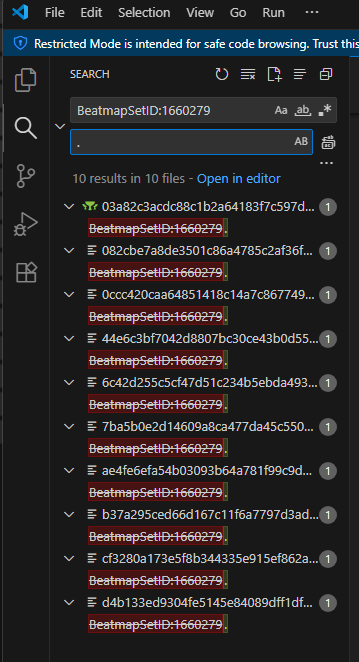 File Edit Selection View Go Run ...
Restricted Mode is intended for safe code browsing. Trust this
SEARCH
BeatmapSetID:1660279 Aa ab .*
. AB
...
10 results in 10 files - Open in editor
03a82c3acdc88c1b2a64183f7c597d... 1
BeatmapSetID:1660279.
082cbe7a8de3501c86a4785c2af36f... 1
BeatmapSetID:1660279.
0ccc420caa64851418c14a7c867749... 1
BeatmapSetID:1660279.
44e6c3bf7042d8807bc30ce43b0d55... 1
BeatmapSetID:1660279.
6c42d255c5cf47d51c234b5ebda493... 1
BeatmapSetID:1660279.
7ba5b0e2d14609a8ca477da45c550... 1
BeatmapSetID:1660279.
ae4fe6efa54b03093b64a781f99c9d... 1
BeatmapSetID:1660279.
b37a295ced66d167c11f6a7797d3ad... 1
BeatmapSetID:1660279.
cf3280a173e5f8b344335e915ef862a... 1
BeatmapSetID:1660279.
d4b133ed9304fe5145e84089dff1df... 1
BeatmapSetID:1660279.